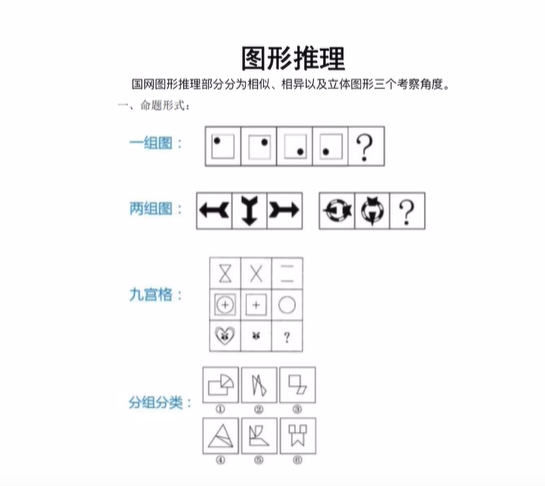 图形推理
国网图形推理部分分为相似、相异以及立体图形三个考察角度。
一、命题形式：
一组图：
?
两组图：
?
九宫格：
?
分组分类：
① ② ③
④ ⑤ ⑥